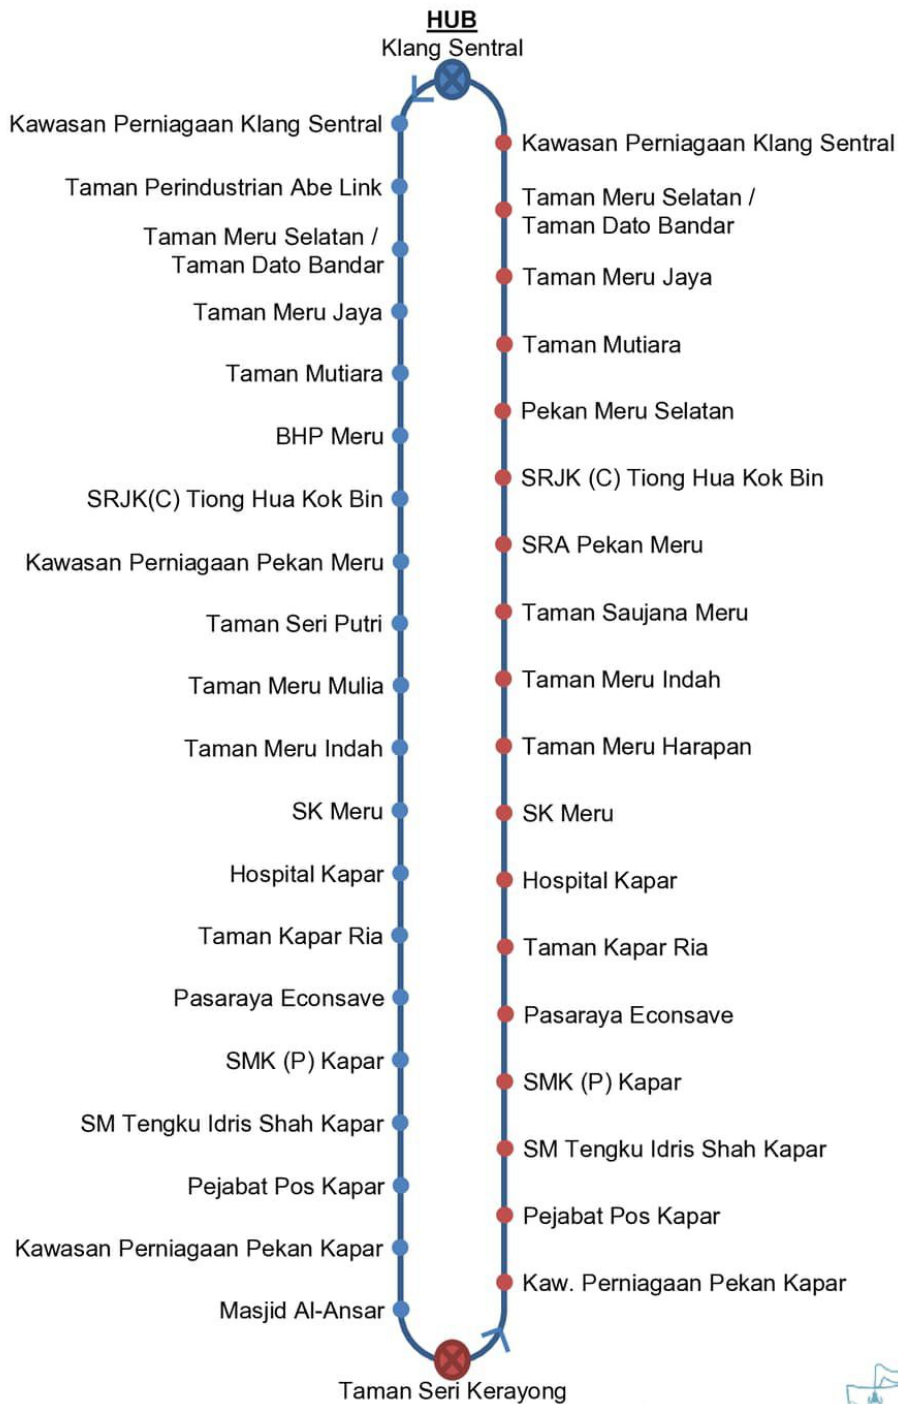 HUB
Klang Sentral
Kawasan Perniagaan Klang Sentral
Taman Perindustrian Abe Link
Taman Meru Selatan /
Taman Dato Bandar
Taman Meru Jaya
Taman Mutiara
BHP Meru
SRJK(C) Tiong Hua Kok Bin
Kawasan Perniagaan Pekan Meru
Taman Seri Putri
Taman Meru Mulia
Taman Meru Indah
SK Meru
Hospital Kapar
Taman Kapar Ria
Pasaraya Econsave
SMK (P) Kapar
SM Tengku Idris Shah Kapar
Pejabat Pos Kapar
Kawasan Perniagaan Pekan Kapar
Masjid Al-Ansar
Kawasan Perniagaan Klang Sentral
Taman Meru Selatan /
Taman Dato Bandar
Taman Meru Jaya
Taman Mutiara
Pekan Meru Selatan
SRJK (C) Tiong Hua Kok Bin
SRA Pekan Meru
Taman Saujana Meru
Taman Meru Indah
Taman Meru Harapan
SK Meru
Hospital Kapar
Taman Kapar Ria
Pasaraya Econsave
SMK (P) Kapar
SM Tengku Idris Shah Kapar
Pejabat Pos Kapar
Kaw. Perniagaan Pekan Kapar
Taman Seri Kerayong